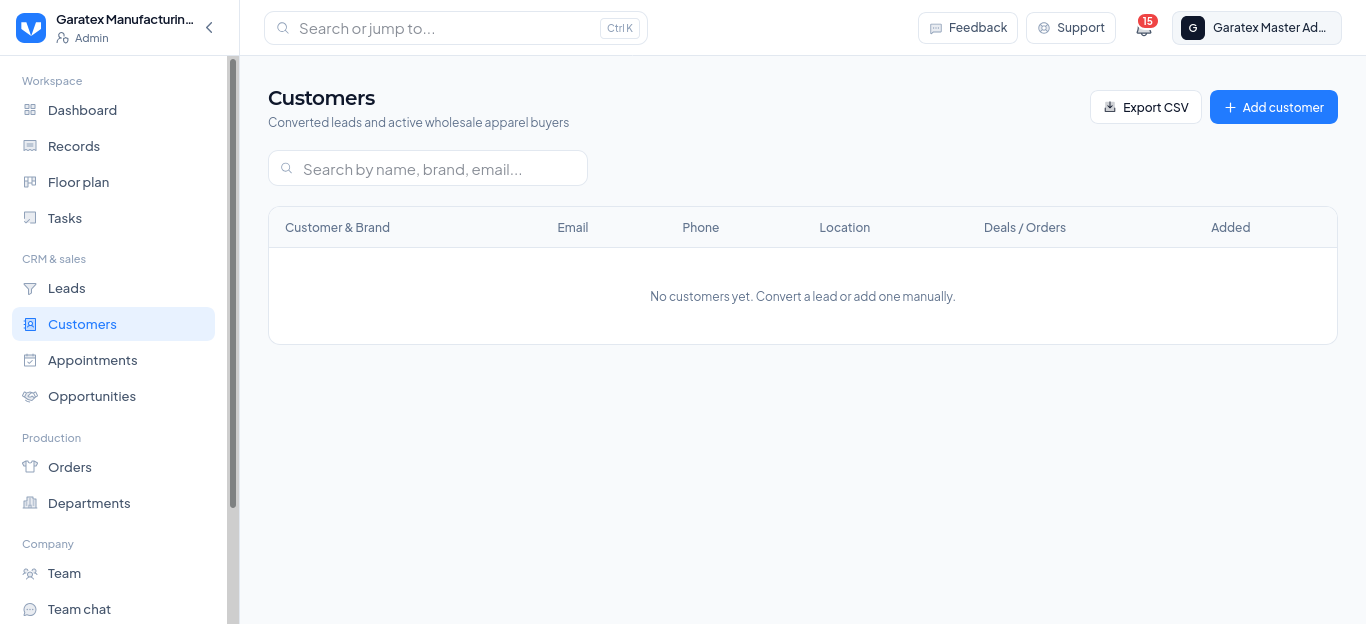 Garatex Manufacturin...
Admin
Search or jump to...
Ctrl K
Feedback
Support
15
G
Garatex Master Ad...
Workspace
Dashboard
Records
Floor plan
Tasks
CRM & sales
Leads
Customers
Appointments
Opportunities
Production
Orders
Departments
Company
Team
Team chat
Customers
Converted leads and active wholesale apparel buyers
Export CSV
Add customer
Search by name, brand, email...
Customer & Brand
Email
Phone
Location
Deals / Orders
Added
No customers yet. Convert a lead or add one manually.